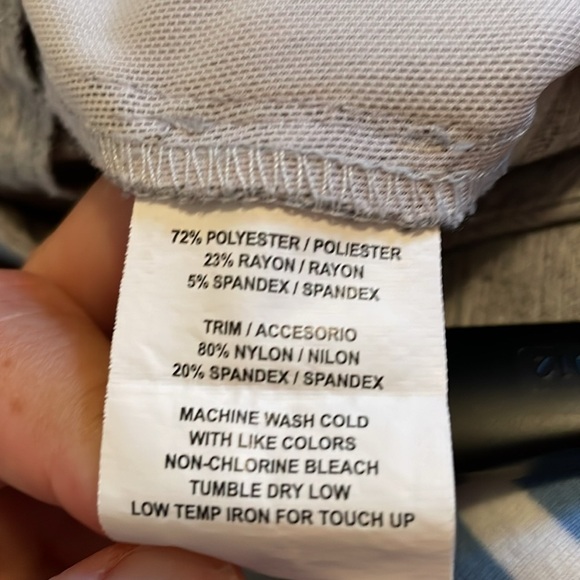 72% POLYESTER / POLIESTER
23% RAYON / RAYON
5% SPANDEX / SPANDEX
TRIM / ACCESORIO
80% NYLON / NILON
20% SPANDEX / SPANDEX
MACHINE WASH COLD
WITH LIKE COLORS
NON-CHLORINE BLEACH
TUMBLE DRY LOW
LOW TEMP IRON FOR TOUCH UP